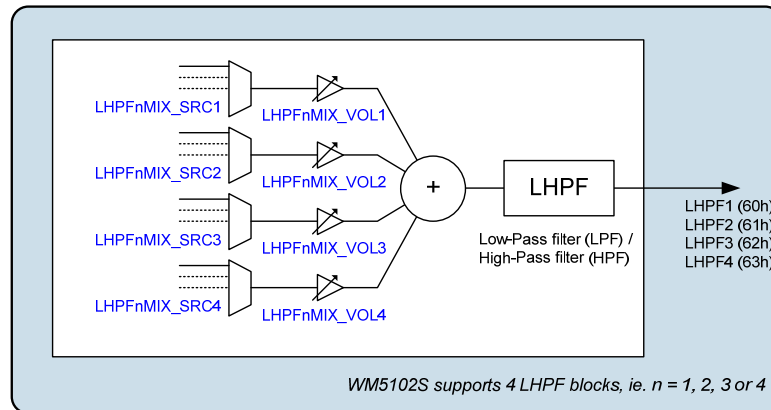 LHPFnMIX_SRC1
LHPFnMIX_VOL1
LHPFnMIX_SRC2
LHPFnMIX_VOL2
LHPFnMIX_SRC3
LHPFnMIX_VOL3
LHPFnMIX_SRC4
LHPFnMIX_VOL4
+
LHPF
Low-Pass filter (LPF) /
High-Pass filter (HPF)
LHPF1 (60h)
LHPF2 (61h)
LHPF3 (62h)
LHPF4 (63h)
WM5102S supports 4 LHPF blocks, ie. n = 1, 2, 3 or 4